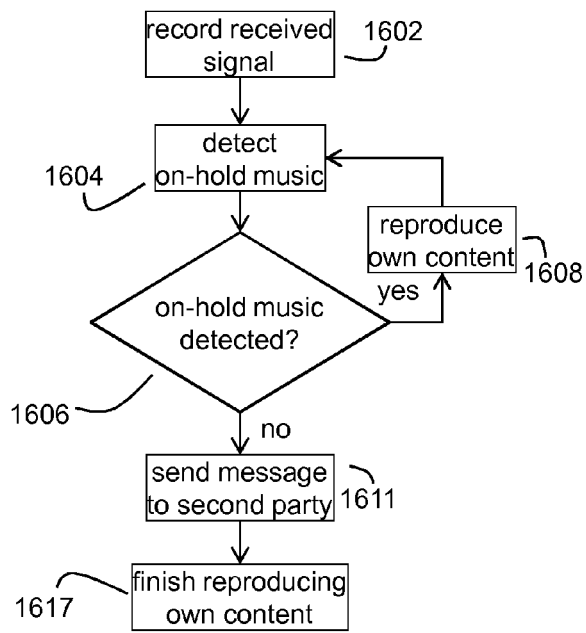 record received
signal
1602
detect
on-hold music
1604
reproduce
own content
1608
yes
on-hold music
detected?
1606
no
send message
to second party
1611
finish reproducing
own content
1617